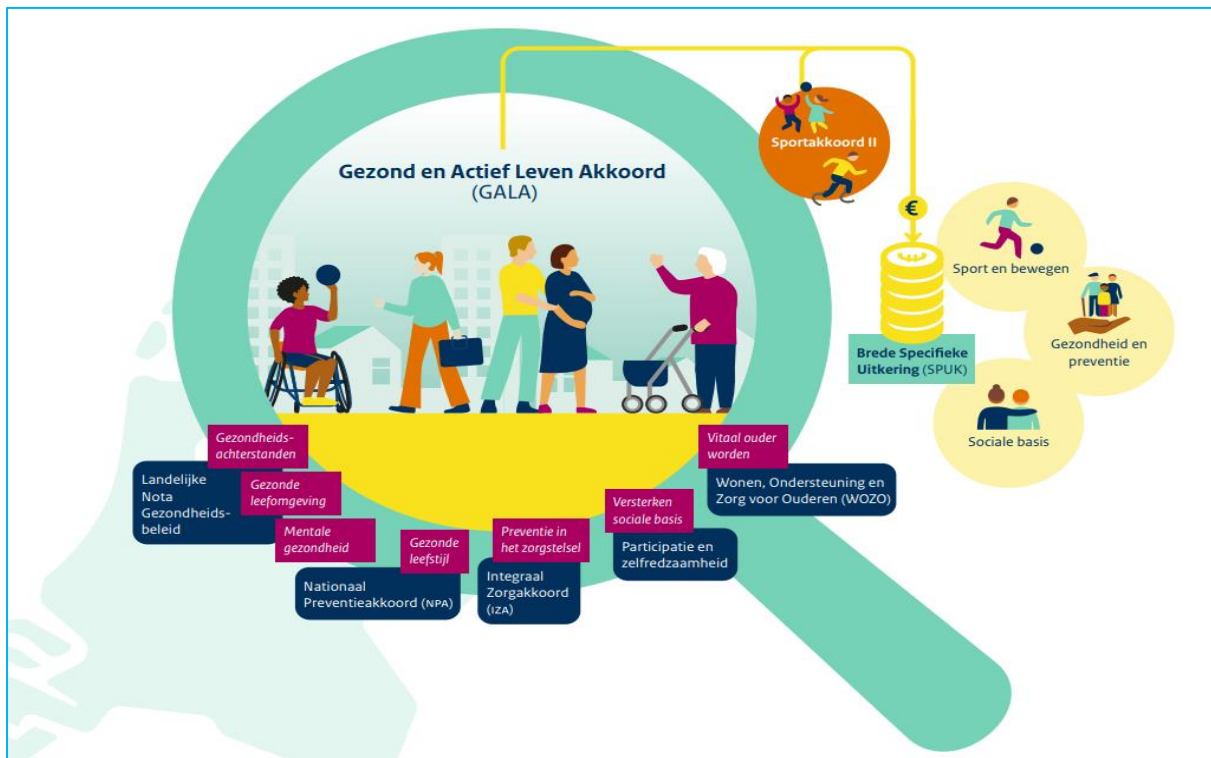 Gezond en Actief Leven Akkoord
(GALA)
Sportakkoord II
€
Sport en bewegen
Gezondheid en
preventie
Sociale basis
Brede Specifieke
Uitkering (SPUK)
Gezondheids-
achterstanden
Landelijke
Nota
Gezondheids-
beleid
Gezonde
leefomgeving
Mentale
gezondheid
Gezonde
leefstijl
Nationaal
Preventieakkoord (NPA)
Preventie in
het zorgstelsel
Integraal
Zorgakkoord
(IZA)
Versterken
sociale basis
Participatie en
zelfredzaamheid
Vitaal ouder
worden
Wonen, Ondersteuning en
Zorg voor Ouderen (WOZO)